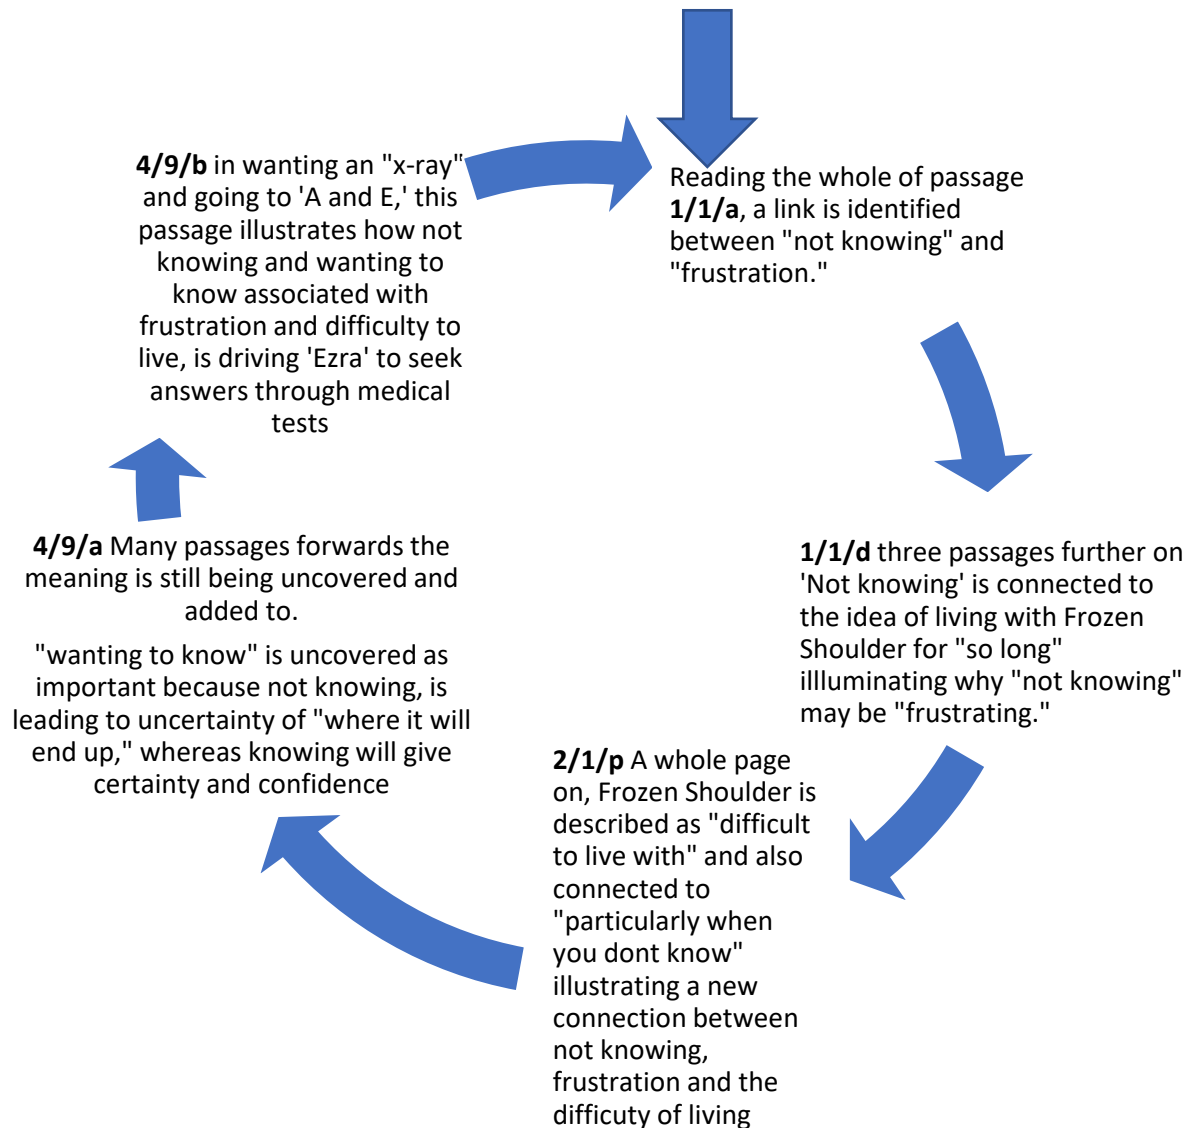 Reading the whole of passage
1/1/a, a link is identified
between "not knowing" and
"frustration."
1/1/d three passages further on
'Not knowing' is connected to
the idea of living with Frozen
Shoulder for "so long"
illluminating why "not knowing"
may be "frustrating."
2/1/p A whole page
on, Frozen Shoulder is
described as "difficult
to live with" and also
connected to
"particularly when
you dont know"
illustrating a new
connection between
not knowing,
frustration and the
difficuty of living
4/9/a Many passages forwards the
meaning is still being uncovered and
added to.
"wanting to know" is uncovered as
important because not knowing, is
leading to uncertainty of "where it will
end up," whereas knowing will give
certainty and confidence
4/9/b in wanting an "x-ray"
and going to 'A and E,' this
passage illustrates how not
knowing and wanting to
know associated with
frustration and difficulty to
live, is driving 'Ezra' to seek
answers through medical
tests